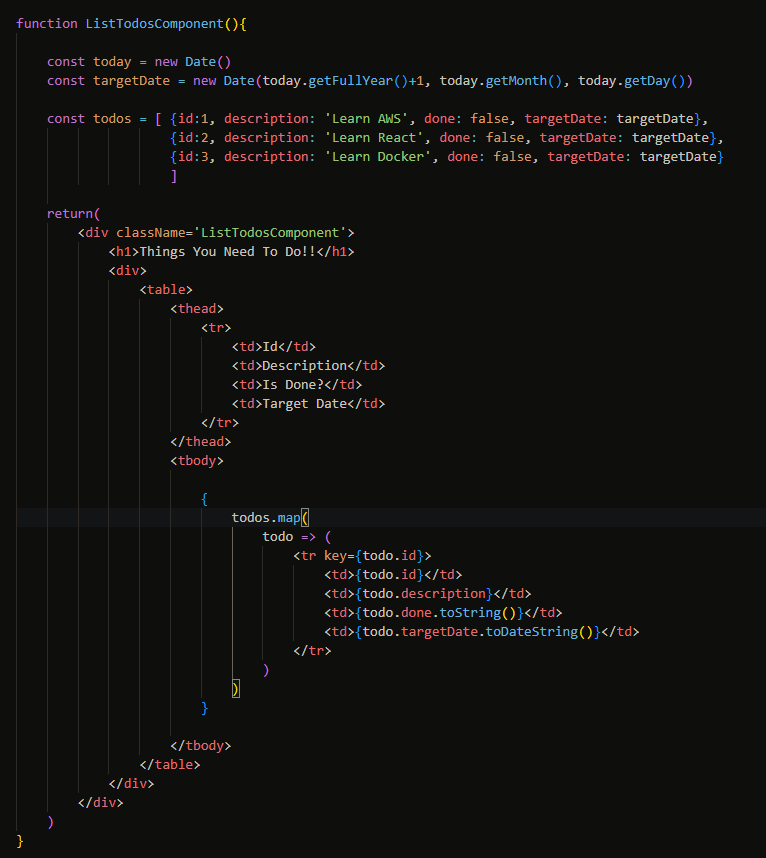 function ListTodosComponent(){
const today = new Date()
const targetDate = new Date(today.getFullYear()+1, today.getMonth(), today.getDay())
const todos = [ {id:1, description: 'Learn AWS', done: false, targetDate: targetDate},
{id:2, description: 'Learn React', done: false, targetDate: targetDate},
{id:3, description: 'Learn Docker', done: false, targetDate: targetDate}
]
return(
<div className='ListTodosComponent'>
<h1>Things You Need To Do!!</h1>
<div>
<table>
<thead>
<tr>
<td>Id</td>
<td>Description</td>
<td>Is Done?</td>
<td>Target Date</td>
</tr>
</thead>
<tbody>
{
todos.map(
todo => (
<tr key={todo.id}>
<td>{todo.id}</td>
<td>{todo.description}</td>
<td>{todo.done.toString()}</td>
<td>{todo.targetDate.toDateString()}</td>
</tr>
)
)
}
</tbody>
</table>
</div>
</div>
)
}